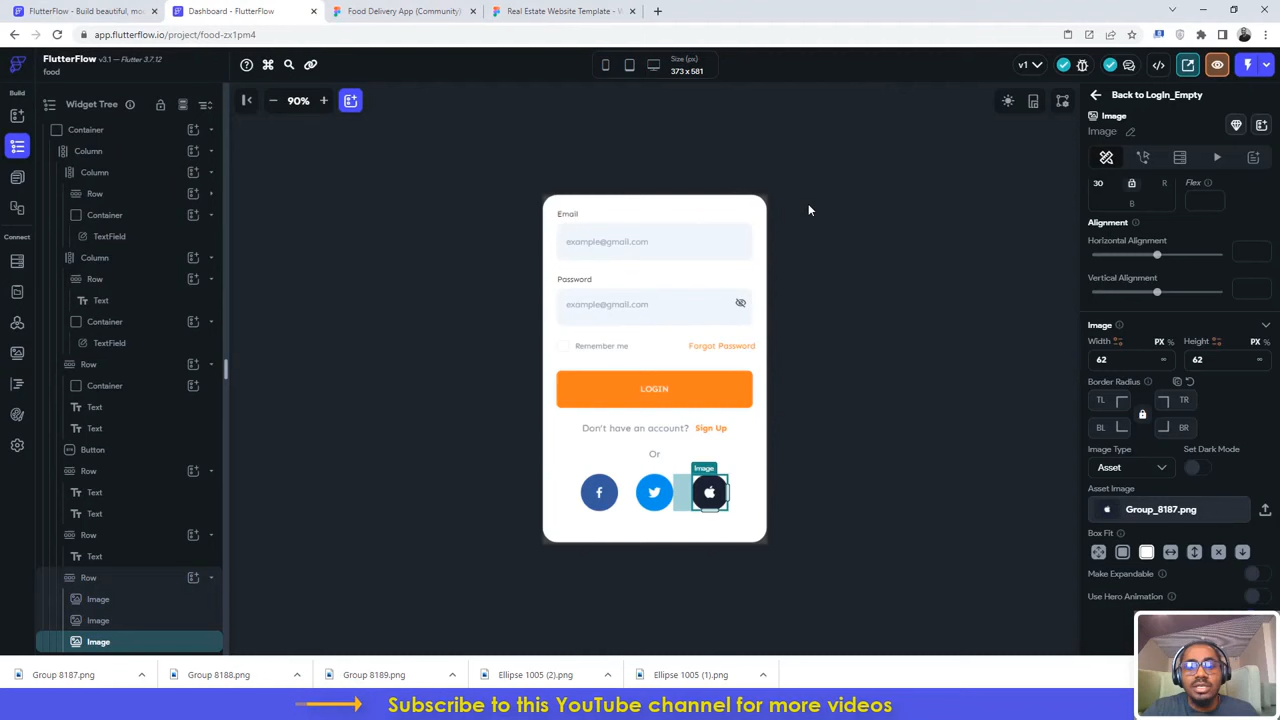 FlutterFlow - Build beautiful, mo
Dashboard - FlutterFlow
Food Delivery App (Community)
Real Estate Website Template - W
app.flutterflow.io/project/food-zx1pm4
FlutterFlow v3.1 — Flutter 3.7.12
food
Size (px)
373 x 581
v1
Build
Widget Tree
90%
Back to LogIn_Empty
Container
Image
Column
Image
Column
Row
30
R
Flex
Container
B
TextField
Alignment
Connect
Horizontal Alignment
Column
Row
Vertical Alignment
Text
Container
Image
TextField
Width
PX
%
Height
PX
%
62
∞
62
∞
Row
Border Radius
Container
TL
TR
Text
BL
BR
Text
Image Type
Set Dark Mode
Button
Asset
Row
Asset Image
Text
Group_8187.png
Text
Box Fit
Row
Text
Make Expandable
Row
Use Hero Animation
Image
Image
Image
Email
example@gmail.com
Password
example@gmail.com
Remember me
Forgot Password
LOGIN
Don't have an account? Sign Up
Or
Image
Group 8187.png
Group 8188.png
Group 8189.png
Ellipse 1005 (2).png
Ellipse 1005 (1).png
Subscribe to this YouTube channel for more videos